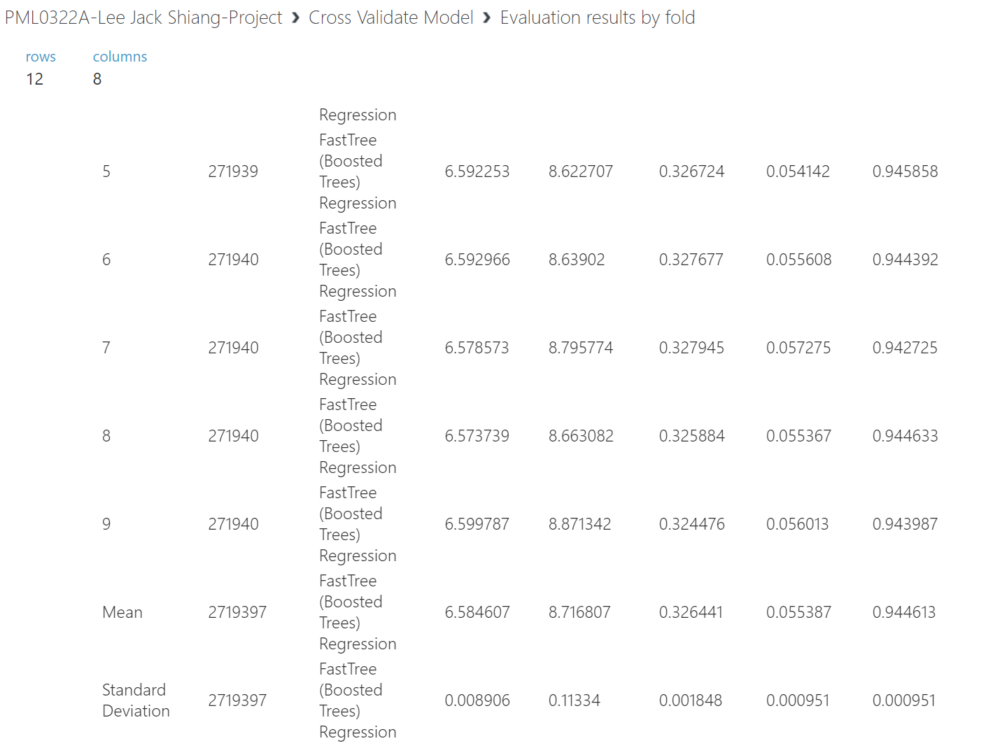 PML0322A-Lee Jack Shiang-Project › Cross Validate Model › Evaluation results by fold
rows columns
12 8
Regression
FastTree
(Boosted
5 271939 6.592253 8.622707 0.326724 0.054142 0.945858
Trees)
Regression
FastTree
(Boosted
6 271940 6.592966 8.63902 0.327677 0.055608 0.944392
Trees)
Regression
FastTree
(Boosted
7 271940 6.578573 8.795774 0.327945 0.057275 0.942725
Trees)
Regression
FastTree
(Boosted
8 271940 6.573739 8.663082 0.325884 0.055367 0.944633
Trees)
Regression
FastTree
(Boosted
9 271940 6.599787 8.871342 0.324476 0.056013 0.943987
Trees)
Regression
FastTree
(Boosted
Mean 2719397 6.584607 8.716807 0.326441 0.055387 0.944613
Trees)
Regression
FastTree
Standard (Boosted
2719397 0.008906 0.11334 0.001848 0.000951 0.000951
Deviation Trees)
Regression